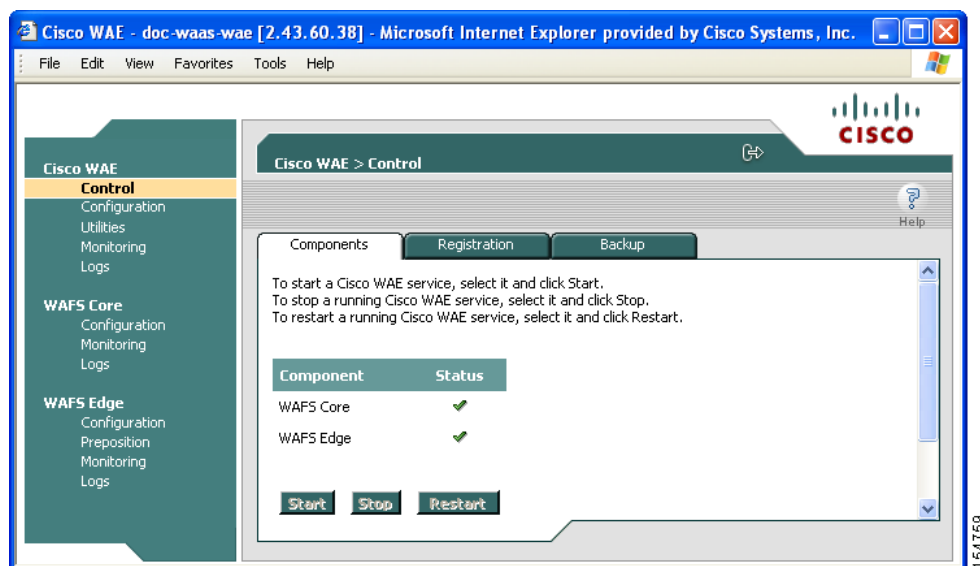 Cisco WAE - doc-waas-wae [2.43.60.38] - Microsoft Internet Explorer provided by Cisco Systems, Inc.
File Edit View Favorites Tools Help
CISCO
Cisco WAE
Control
Configuration
Utilities
Monitoring
Logs
WAFS Core
Configuration
Monitoring
Logs
WAFS Edge
Configuration
Preposition
Monitoring
Logs
Cisco WAE > Control
Help
Components Registration Backup
To start a Cisco WAE service, select it and click Start.
To stop a running Cisco WAE service, select it and click Stop.
To restart a running Cisco WAE service, select it and click Restart.
Component Status
WAFS Core
WAFS Edge
Start Stop Restart
154759